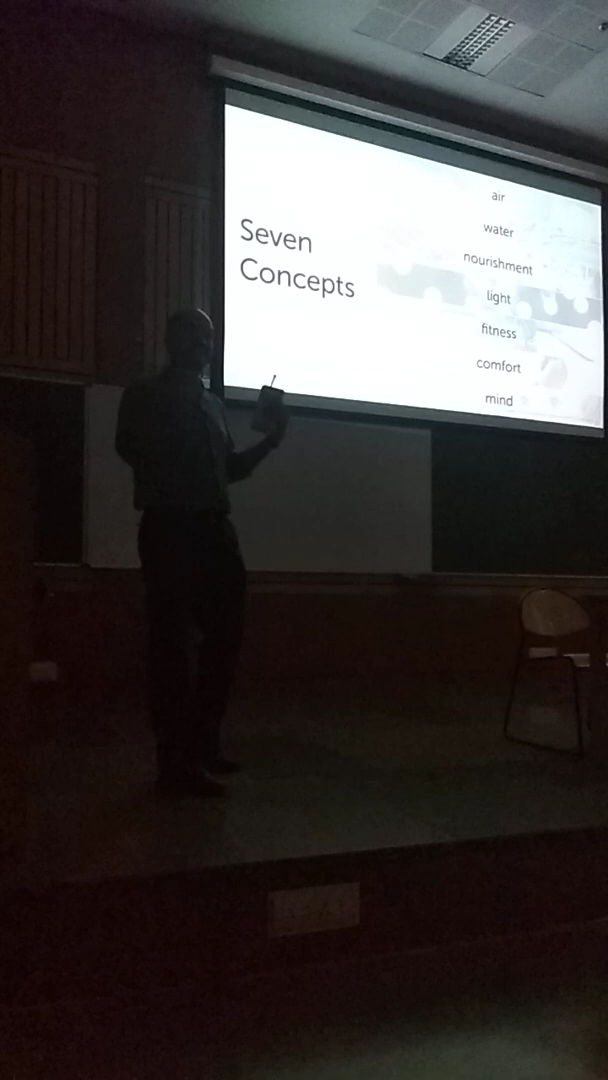 Seven
Concepts
air
water
nourishment
light
fitness
comfort
mind